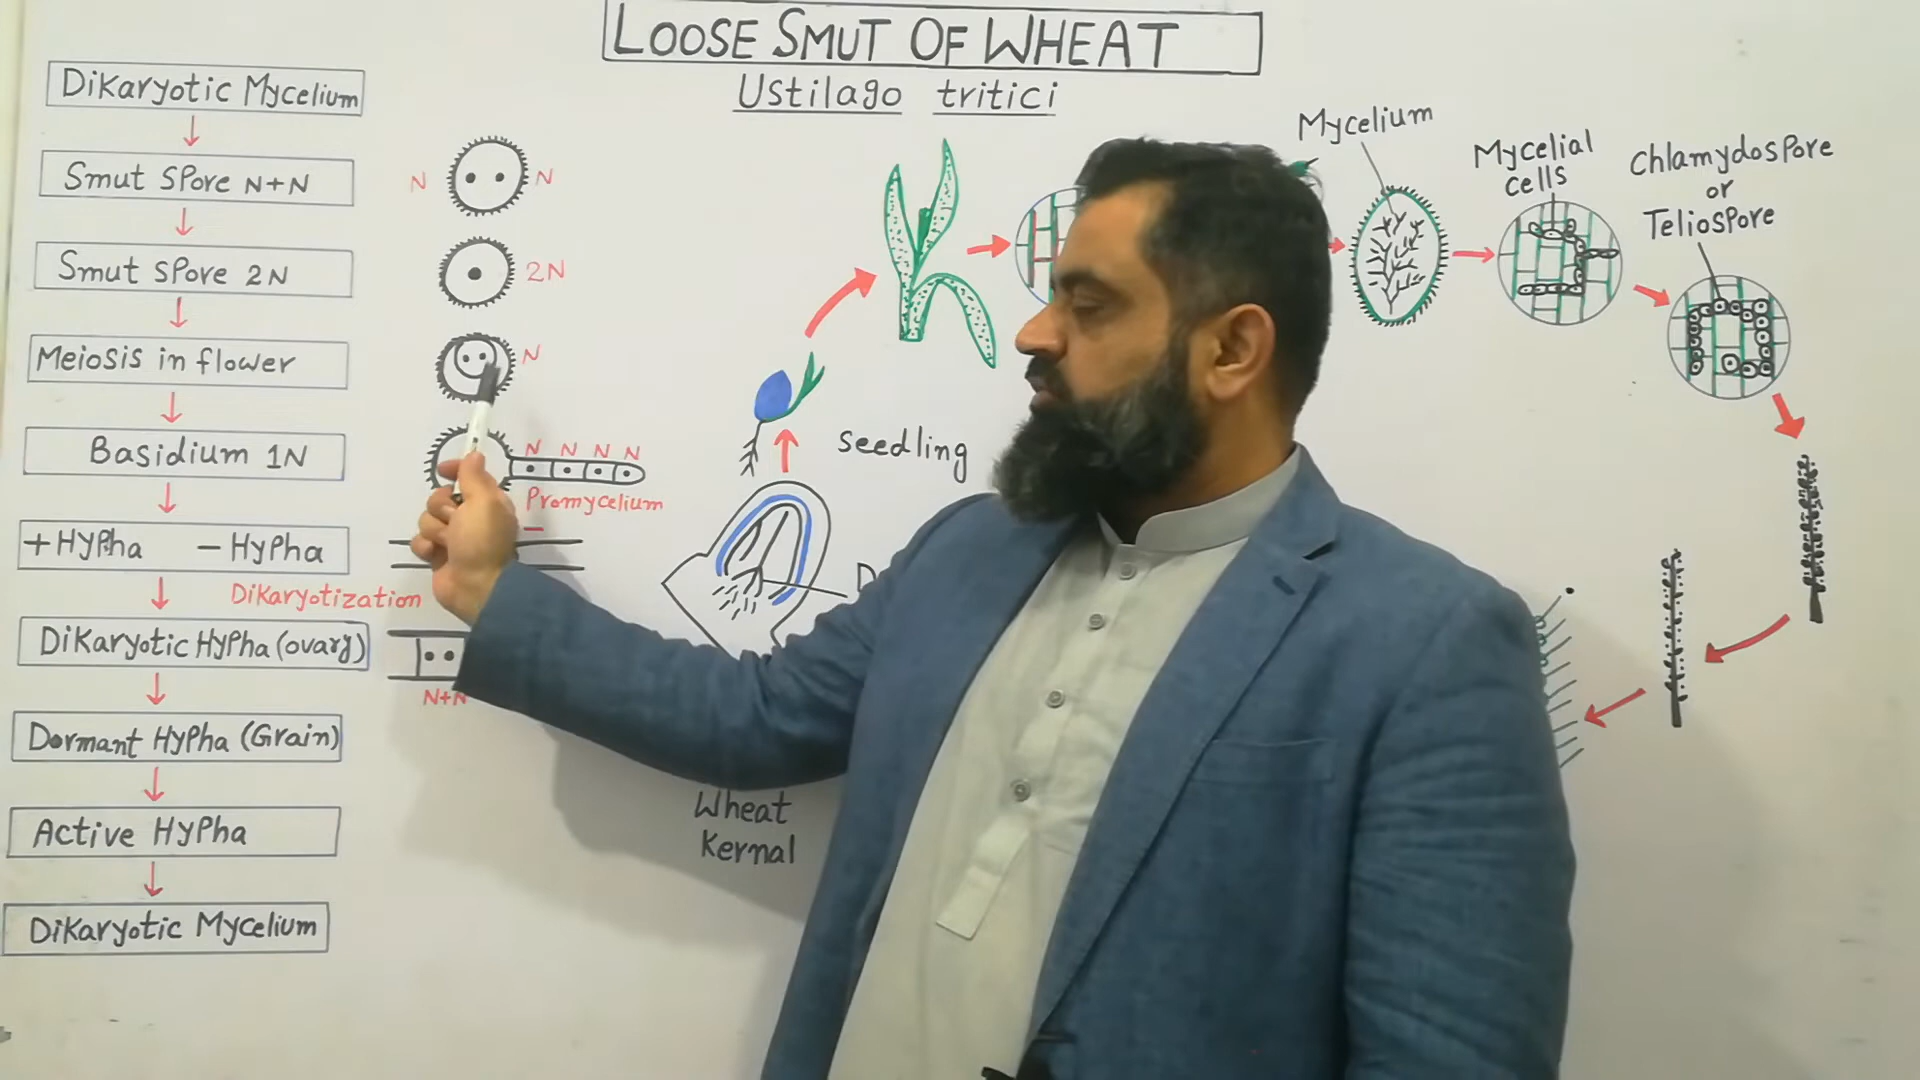 LOOSE SMUT OF WHEAT
Ustilago tritici
Dikaryotic Mycelium
Smut Spore N+N
Smut Spore 2N
Meiosis in flower
Basidium 1N
+ Hypha - Hypha
Dikaryotization
Dikaryotic Hypha (ovary)
Dormant Hypha (Grain)
Active Hypha
Dikaryotic Mycelium
N N
2N
N
N N N N
Promycelium
-
N+N
seedling
Wheat
Kernal
Mycelium
Mycelial
cells
Chlamydospore
or
Teliospore